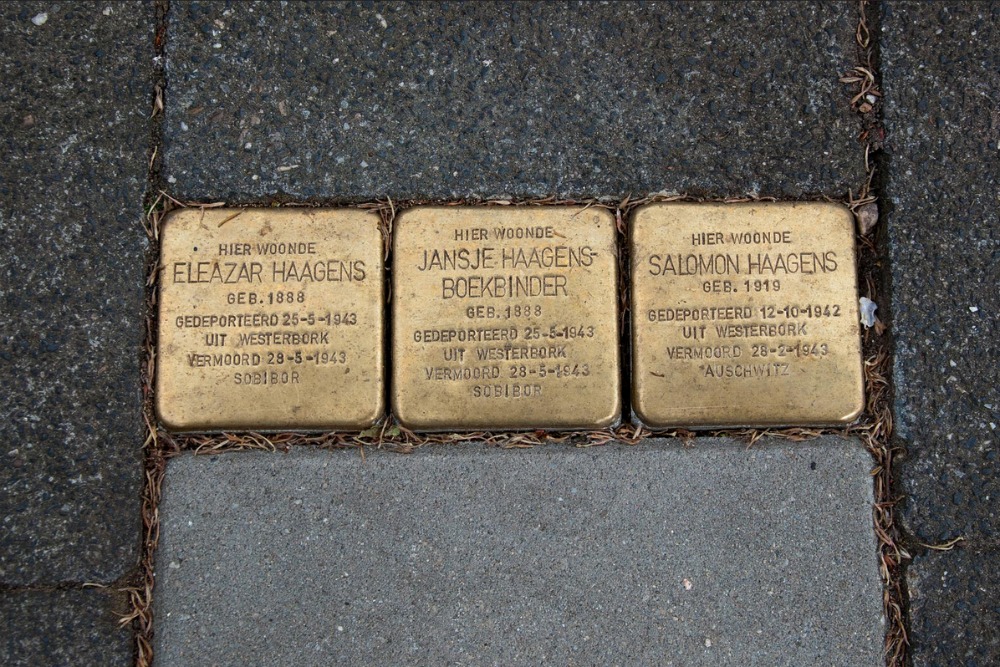 HIER WOONDE
ELEAZAR HAAGENS
GEB. 1888
GEDEPORTEERD 25-5-1943
UIT WESTERBORK
VERMOORD 28-5-1943
SOBIBOR
HIER WOONDE
JANSJE HAAGENS-
BOEKBINDER
GEB. 1888
GEDEPORTEERD 25-5-1943
UIT WESTERBORK
VERMOORD 28-5-1943
SOBIBOR
HIER WOONDE
SALOMON HAAGENS
GEB. 1919
GEDEPORTEERD 12-10-1942
UIT WESTERBORK
VERMOORD 28-2-1943
AUSCHWITZ